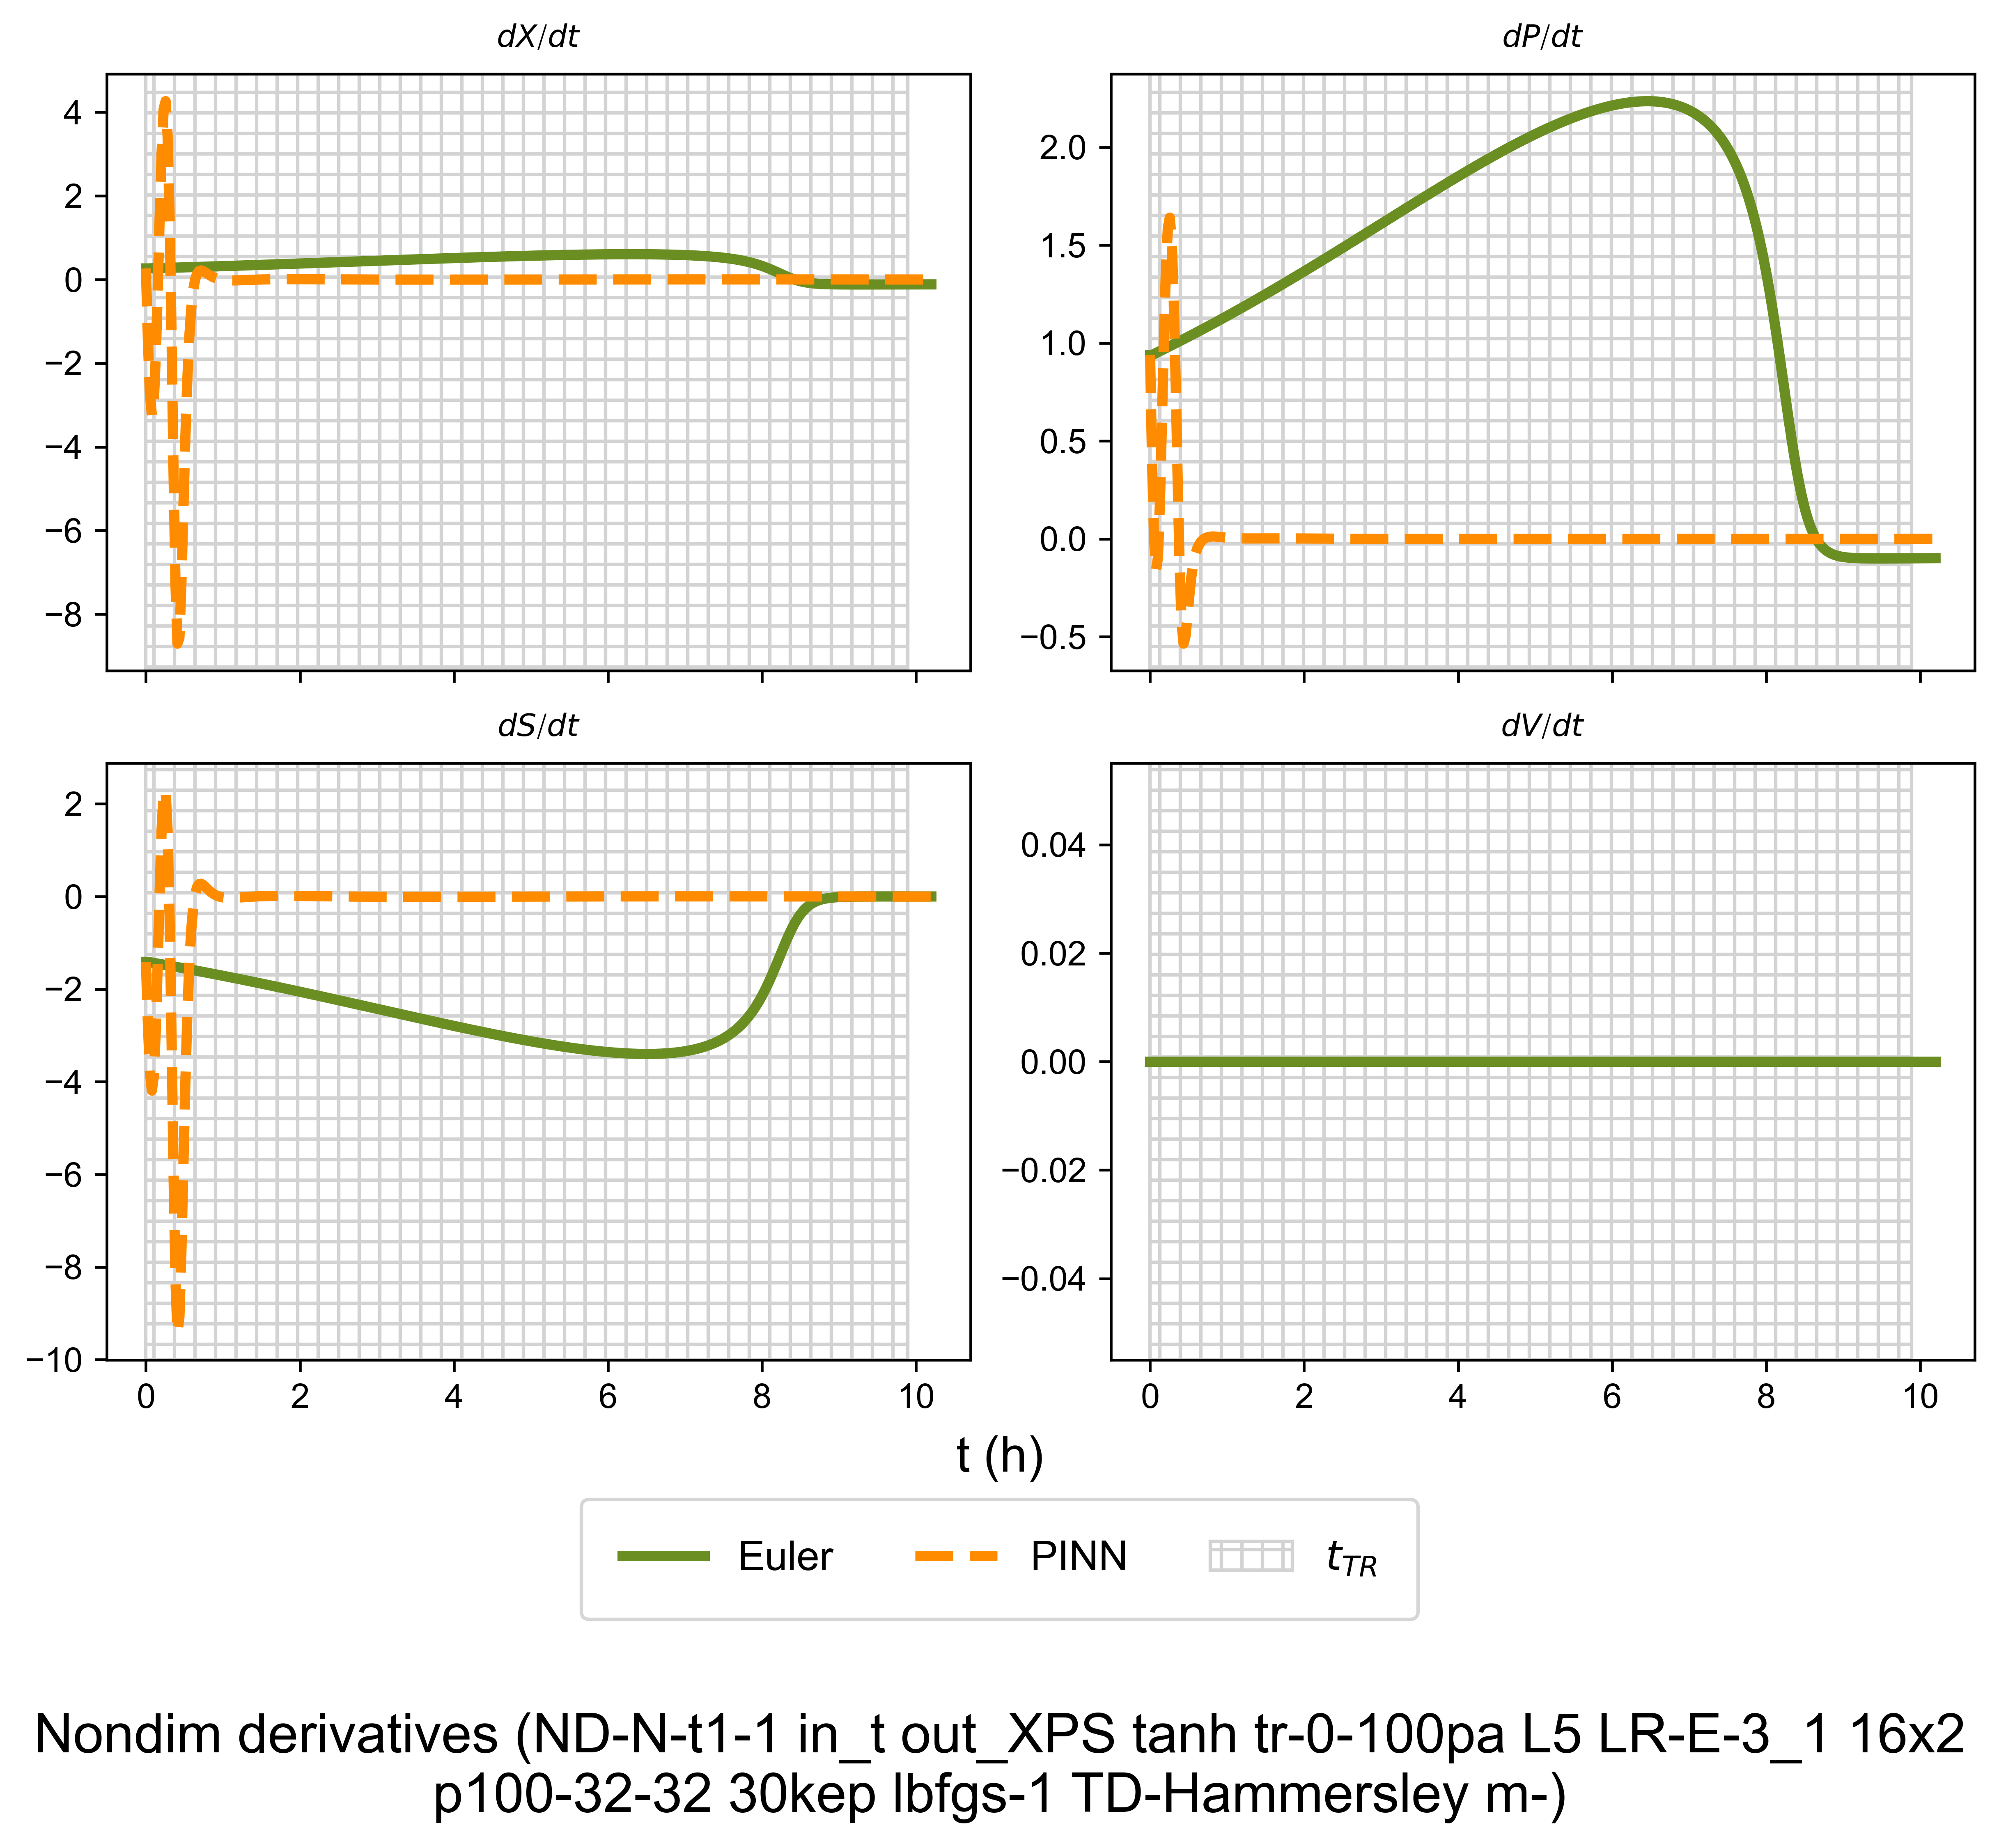 dX/dt
dP/dt
4
2
0
−2
−4
−6
−8
2.0
1.5
1.0
0.5
0.0
−0.5
dS/dt
dV/dt
2
0
−2
−4
−6
−8
−10
0 2 4 6 8 10
0.04
0.02
0.00
−0.02
−0.04
0 2 4 6 8 10
t (h)
Euler PINN t_TR
Nondim derivatives (ND-N-t1-1 in_t out_XPS tanh tr-0-100pa L5 LR-E-3_1 16x2
p100-32-32 30kep lbfgs-1 TD-Hammersley m-)